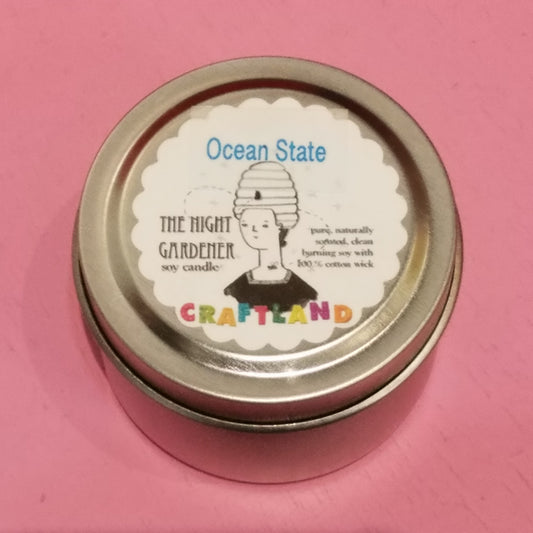 Ocean State
THE NIGHT
GARDENER
soy candle
pure, naturally
scented, clean
burning soy with
100 % cotton wick
CRAFTLAND